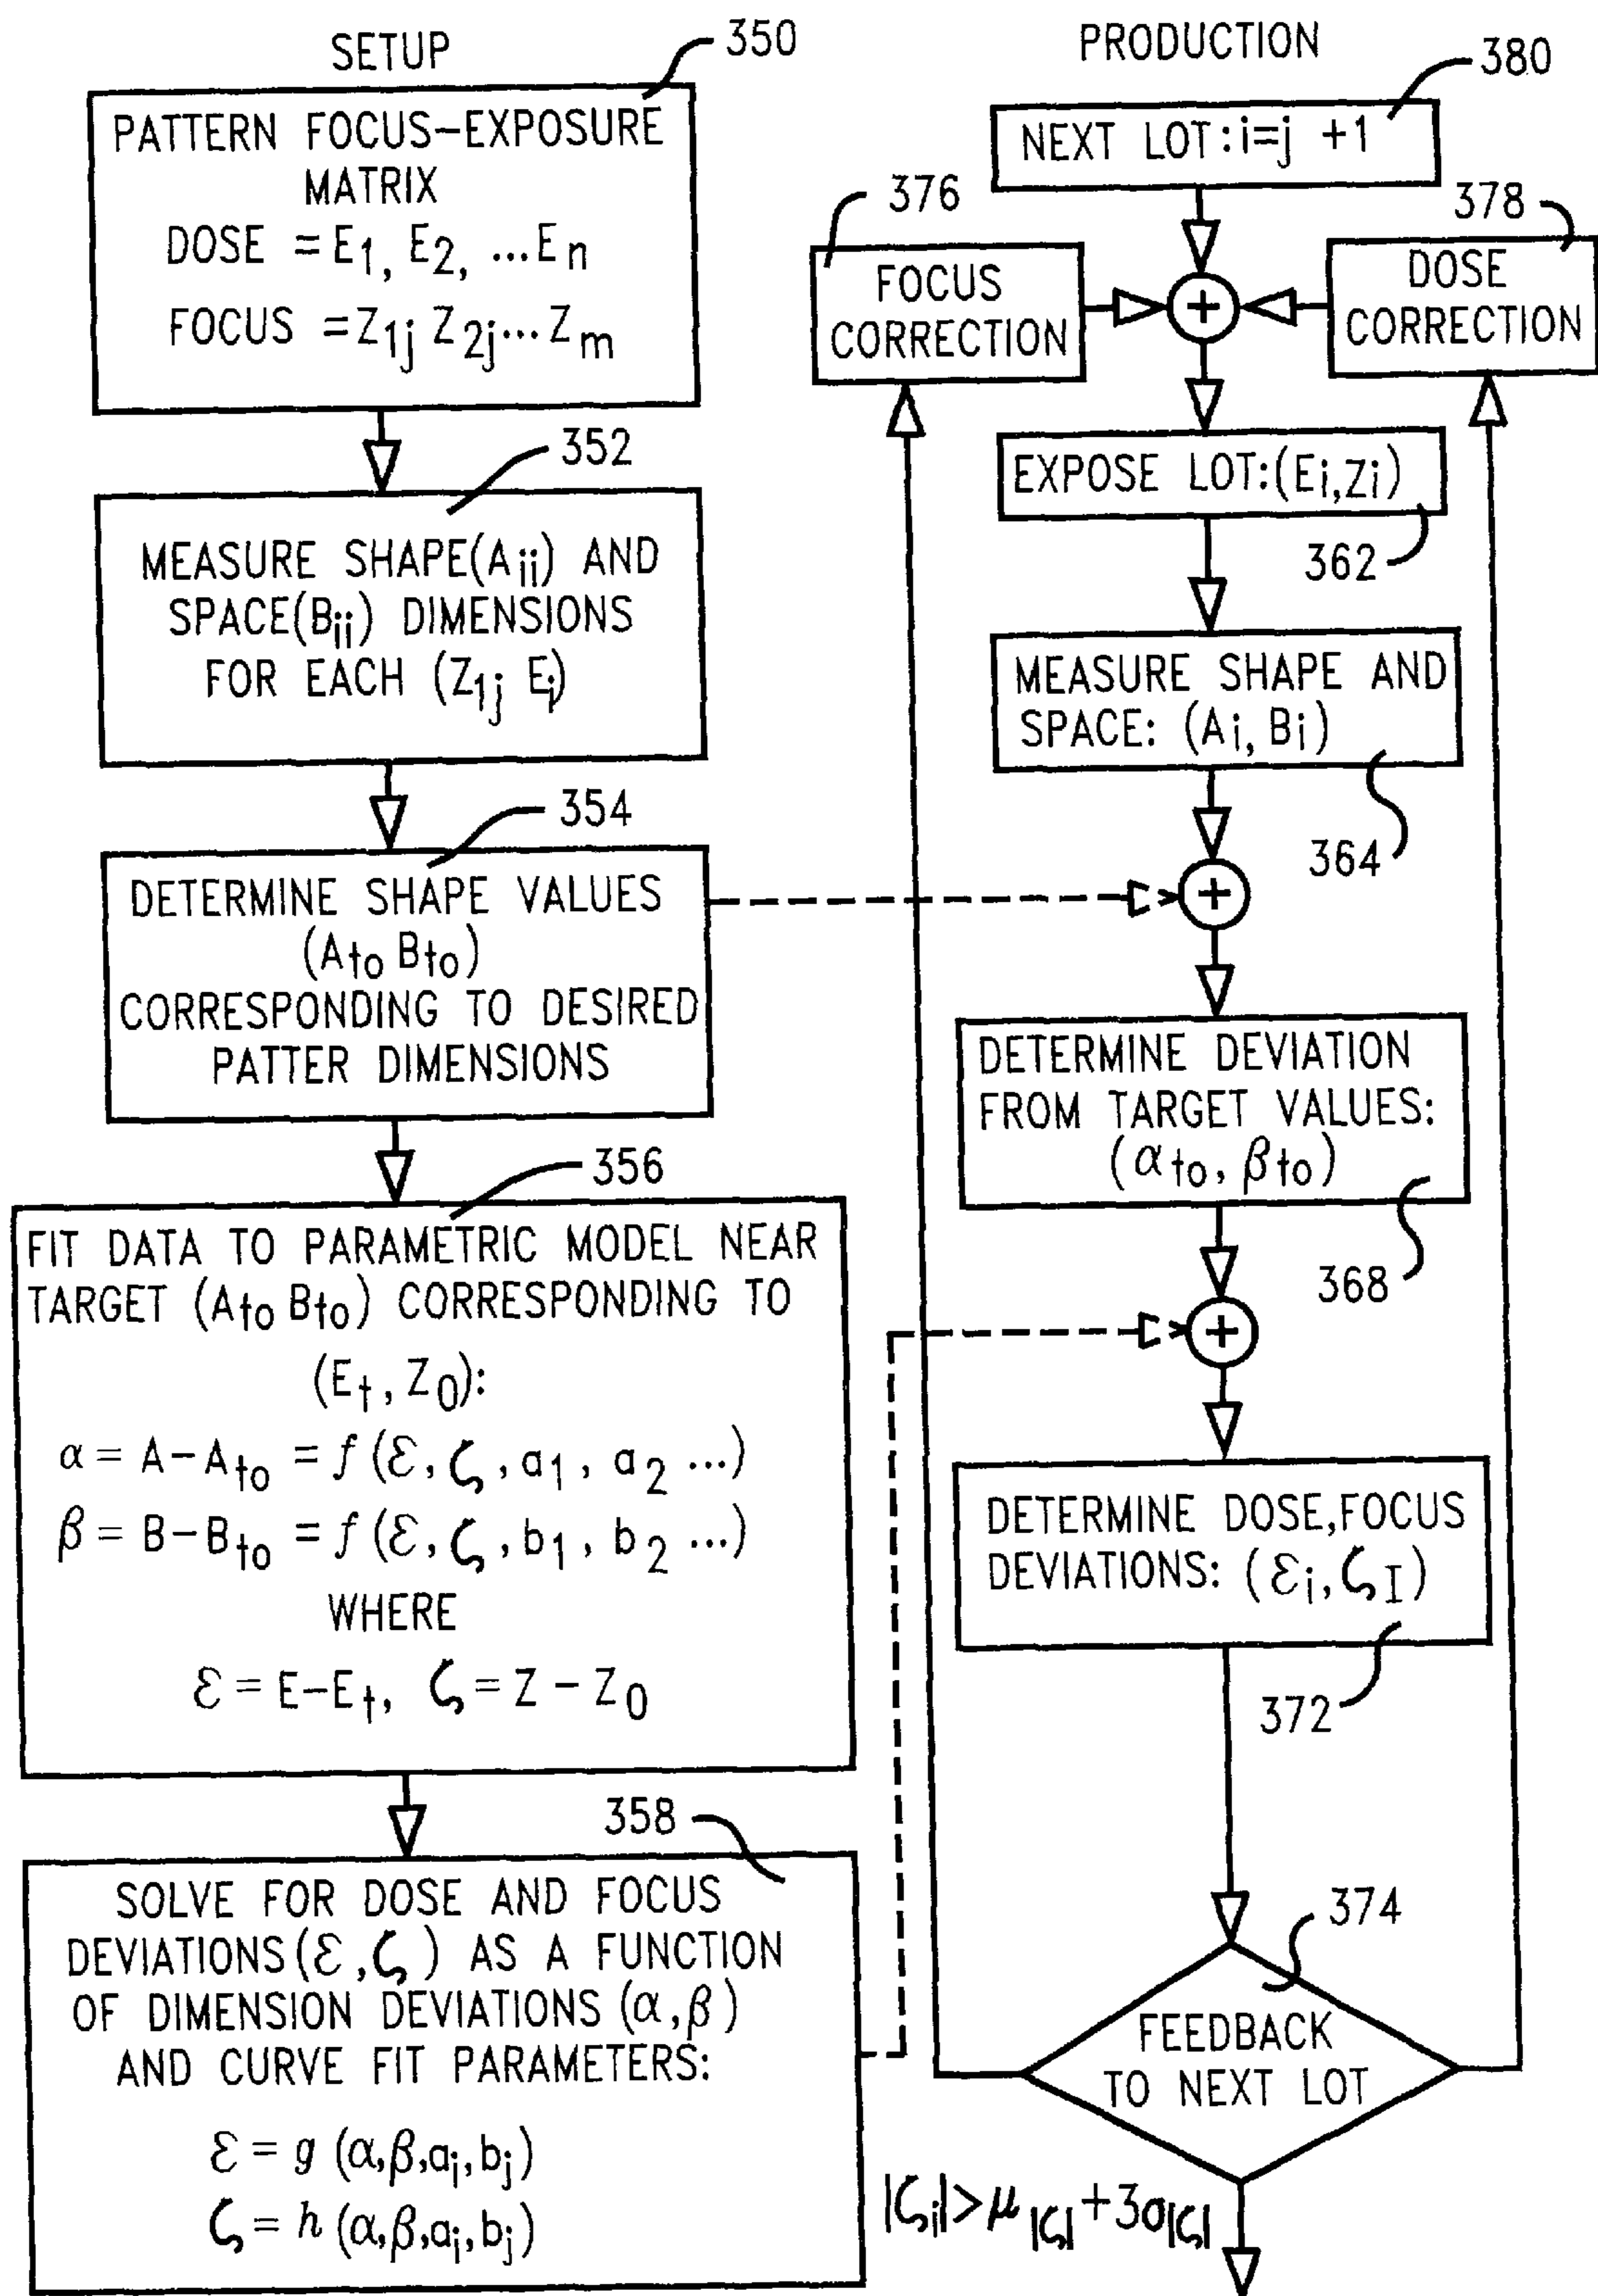 SETUP
350
PATTERN FOCUS-EXPOSURE
MATRIX
DOSE =E1, E2, ...En
FOCUS =Z1j Z2j...Zm
352
MEASURE SHAPE(Aii) AND
SPACE(Bii) DIMENSIONS
FOR EACH (Z1j Ei)
354
DETERMINE SHAPE VALUES
(Ato Bto)
CORRESPONDING TO DESIRED
PATTER DIMENSIONS
356
FIT DATA TO PARAMETRIC MODEL NEAR
TARGET (Ato Bto) CORRESPONDING TO
(Et, Z0):
α = A-Ato = f (ε, ζ, a1, a2 ...)
β = B-Bto = f (ε, ζ, b1, b2 ...)
WHERE
ε = E-Et, ζ = Z - Z0
358
SOLVE FOR DOSE AND FOCUS
DEVIATIONS(ε,ζ) AS A FUNCTION
OF DIMENSION DEVIATIONS (α,β)
AND CURVE FIT PARAMETERS:
ε = g (α,β,ai,bj)
ζ = h (α,β,ai,bj)
PRODUCTION
380
NEXT LOT:i=j +1
376
FOCUS
CORRECTION
+
378
DOSE
CORRECTION
EXPOSE LOT:(Ei,Zi)
362
MEASURE SHAPE AND
SPACE: (Ai, Bi)
364
+
DETERMINE DEVIATION
FROM TARGET VALUES:
(αto, βto)
368
+
DETERMINE DOSE,FOCUS
DEVIATIONS: (εi,ζI)
372
374
FEEDBACK
TO NEXT LOT
|ζi|>μ|ζ|+3σ|ζ|